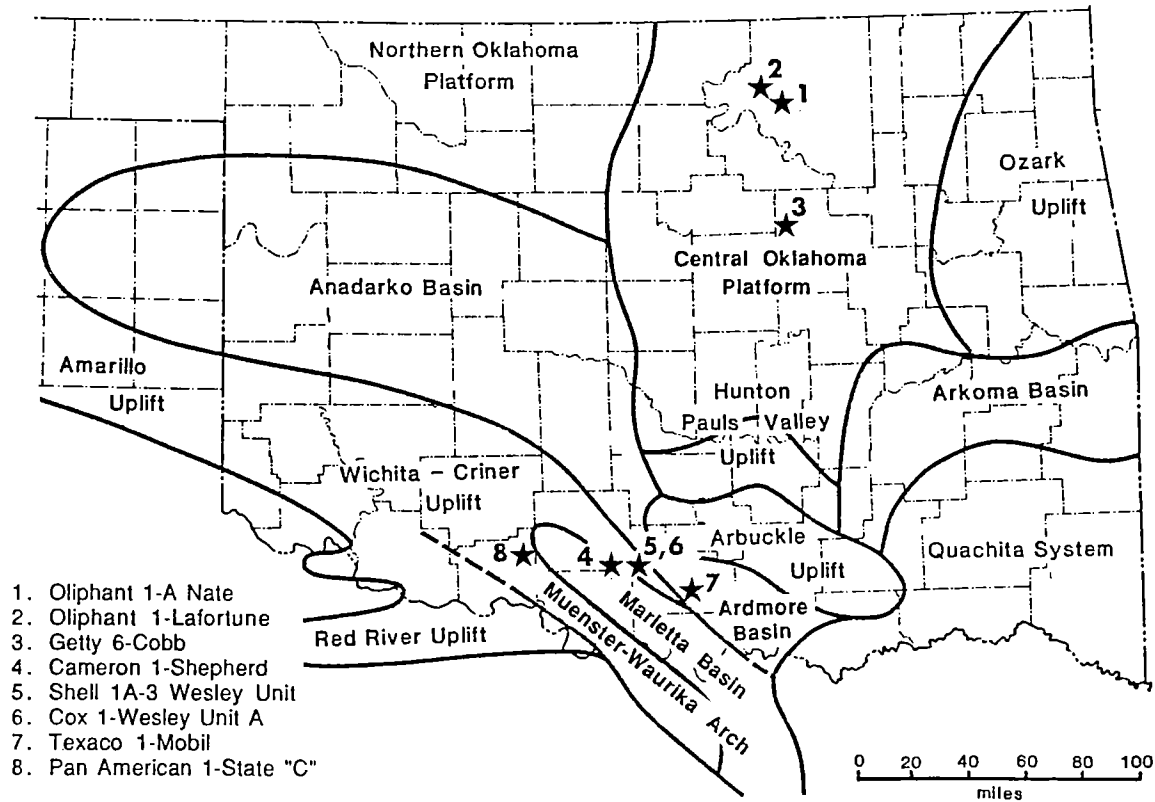 Northern Oklahoma
Platform
2
1
Ozark
Uplift
3
Central Oklahoma
Platform
Anadarko Basin
Amarillo
Uplift
Hunton
Pauls - Valley
Uplift
Arkoma Basin
Wichita - Criner
Uplift
Arbuckle
Uplift
Quachita System
8
4
5,6
7
Ardmore
Basin
Marletta Basin
Muenster-Waurika Arch
Red River Uplift
1. Oliphant 1-A Nate
2. Oliphant 1-Lafortune
3. Getty 6-Cobb
4. Cameron 1-Shepherd
5. Shell 1A-3 Wesley Unit
6. Cox 1-Wesley Unit A
7. Texaco 1-Mobil
8. Pan American 1-State "C"
0 20 40 60 80 100
miles